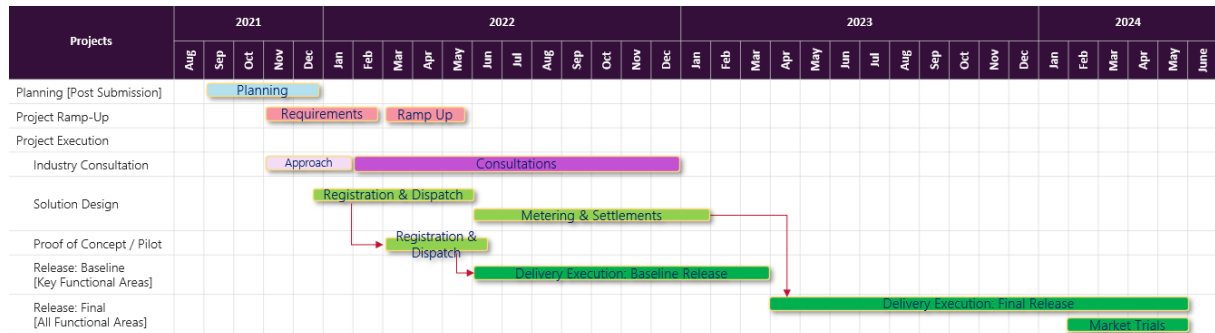 Projects
2021
2022
2023
2024
Aug Sep Oct Nov Dec Jan Feb Mar Apr May Jun Jul Aug Sep Oct Nov Dec Jan Feb Mar Apr May Jun Jul Aug Sep Oct Nov Dec Jan Feb Mar Apr May June
Planning [Post Submission]
Planning
Project Ramp-Up
Requirements
Ramp Up
Project Execution
Industry Consultation
Approach
Consultations
Solution Design
Registration & Dispatch
Metering & Settlements
Proof of Concept / Pilot
Registration &
Dispatch
Release: Baseline
[Key Functional Areas]
Delivery Execution: Baseline Release
Release: Final
[All Functional Areas]
Delivery Execution: Final Release
Market Trials